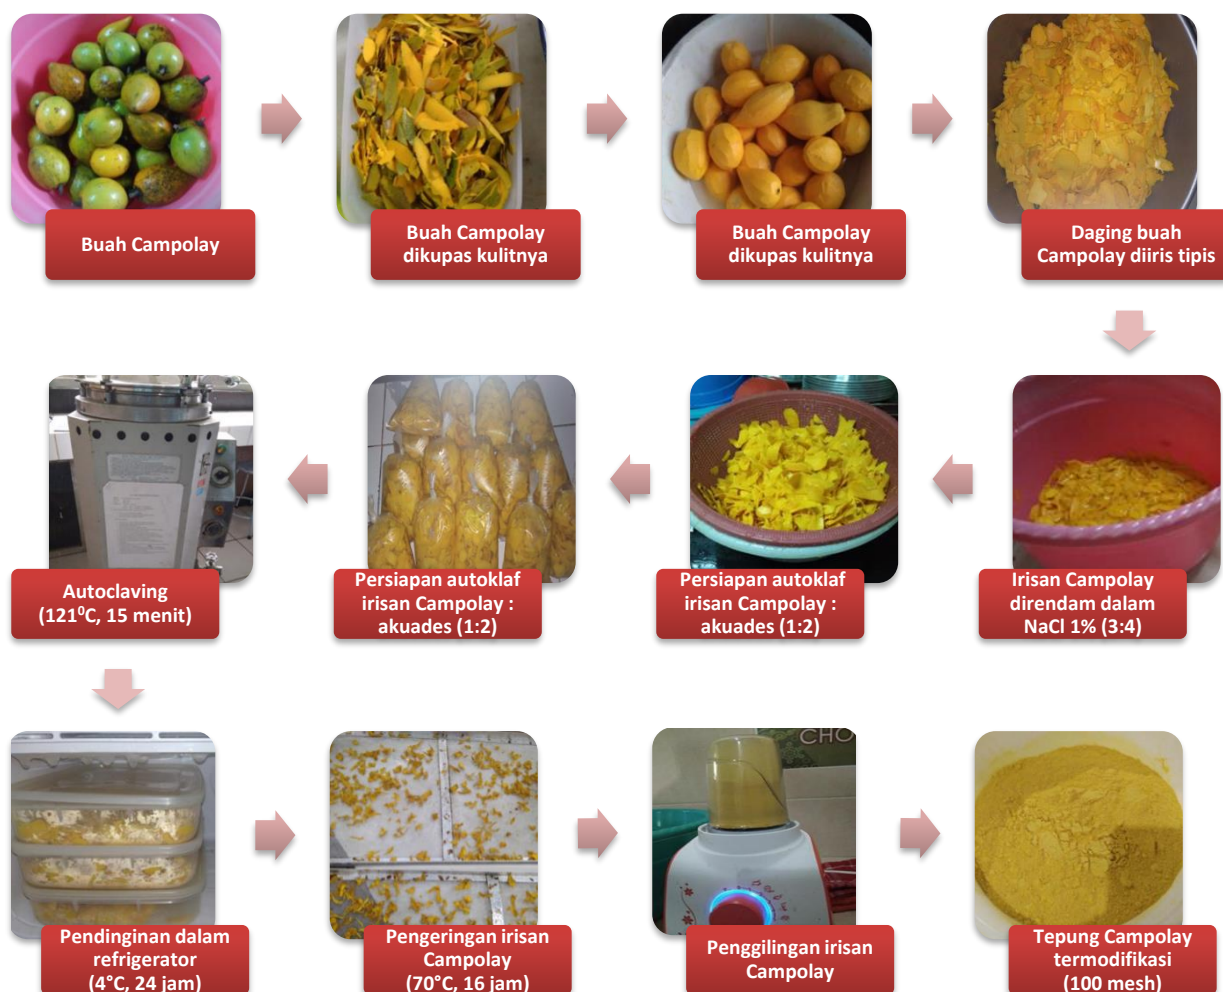 Buah Campolay
Buah Campolay
dikupas kulitnya
Buah Campolay
dikupas kulitnya
Daging buah
Campolay diiris tipis
Irisan Campolay
direndam dalam
NaCl 1% (3:4)
Persiapan autoklaf
irisan Campolay :
akuades (1:2)
Persiapan autoklaf
irisan Campolay :
akuades (1:2)
Autoclaving
(121⁰C, 15 menit)
Pendinginan dalam
refrigerator
(4°C, 24 jam)
Pengeringan irisan
Campolay
(70°C, 16 jam)
CHO
Penggilingan irisan
Campolay
Tepung Campolay
termodifikasi
(100 mesh)